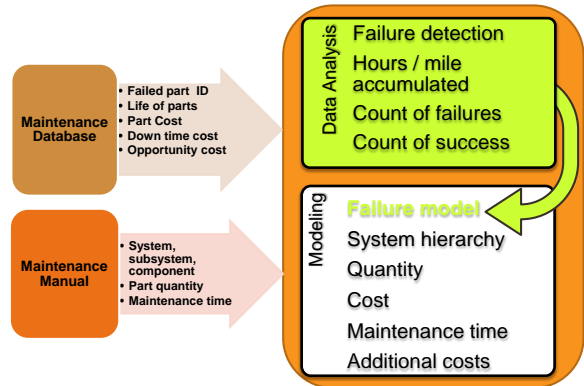 Maintenance
Database
• Failed part ID
• Life of parts
• Part Cost
• Down time cost
• Opportunity cost
Maintenance
Manual
• System,
subsystem,
component
• Part quantity
• Maintenance time
Data Analysis
Failure detection
Hours / mile
accumulated
Count of failures
Count of success
Modeling
Failure model
System hierarchy
Quantity
Cost
Maintenance time
Additional costs